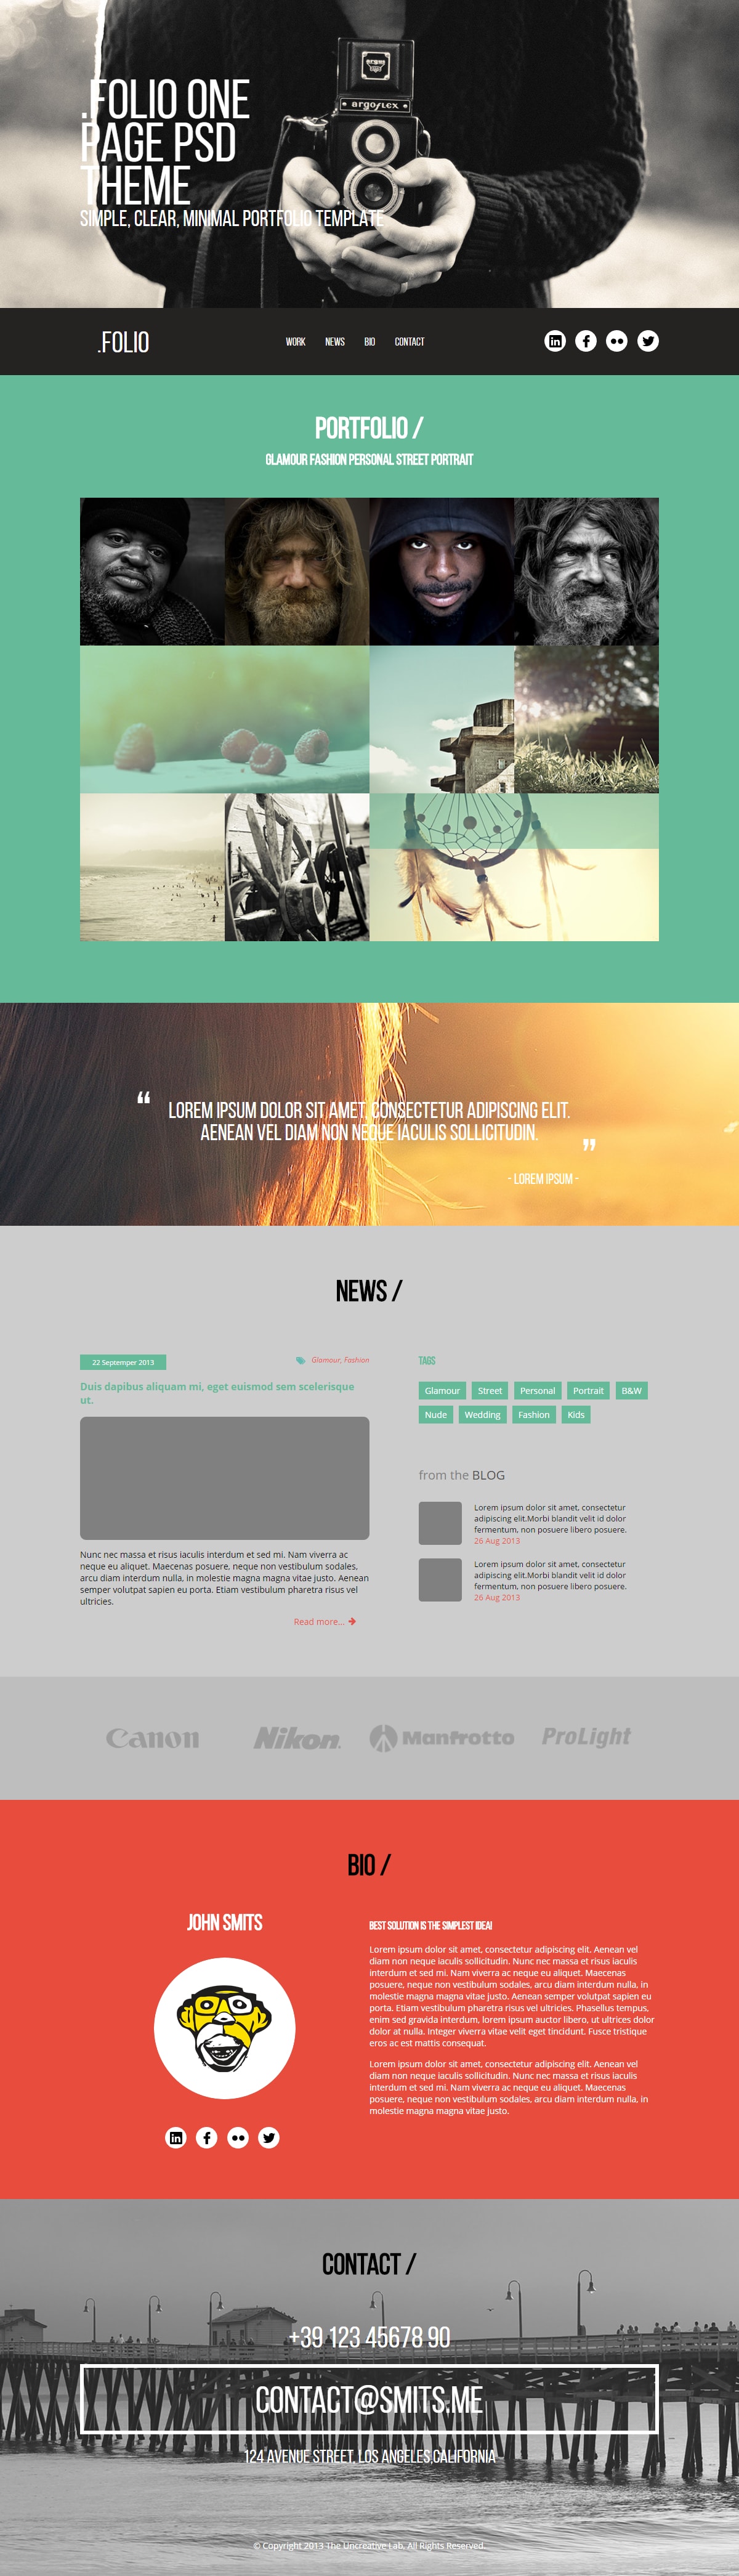 .FOLIO ONE
PAGE PSD
THEME
SIMPLE, CLEAR, MINIMAL PORTFOLIO TEMPLATE
argoflex
.FOLIO
WORK NEWS BIO CONTACT
PORTFOLIO /
GLAMOUR FASHION PERSONAL STREET PORTRAIT
“ LOREM IPSUM DOLOR SIT AMET, CONSECTETUR ADIPISCING ELIT.
AENEAN VEL DIAM NON NEQUE IACULIS SOLLICITUDIN. ”
- LOREM IPSUM -
NEWS /
22 Septemper 2013
Glamour, Fashion
Duis dapibus aliquam mi, eget euismod sem scelerisque
ut.
Nunc nec massa et risus iaculis interdum et sed mi. Nam viverra ac
neque eu aliquet. Maecenas posuere, neque non vestibulum sodales,
arcu diam interdum nulla, in molestie magna magna vitae justo. Aenean
semper volutpat sapien eu porta. Etiam vestibulum pharetra risus vel
ultricies.
Read more...
TAGS
Glamour Street Personal Portrait B&W
Nude Wedding Fashion Kids
from the BLOG
Lorem ipsum dolor sit amet, consectetur
adipiscing elit.Morbi blandit velit id dolor
fermentum, non posuere libero posuere.
26 Aug 2013
Lorem ipsum dolor sit amet, consectetur
adipiscing elit.Morbi blandit velit id dolor
fermentum, non posuere libero posuere.
26 Aug 2013
Canon Nikon. Manfrotto ProLight
BIO /
JOHN SMITS
BEST SOLUTION IS THE SIMPLEST IDEA!
Lorem ipsum dolor sit amet, consectetur adipiscing elit. Aenean vel
diam non neque iaculis sollicitudin. Nunc nec massa et risus iaculis
interdum et sed mi. Nam viverra ac neque eu aliquet. Maecenas
posuere, neque non vestibulum sodales, arcu diam interdum nulla, in
molestie magna magna vitae justo. Aenean semper volutpat sapien eu
porta. Etiam vestibulum pharetra risus vel ultricies. Phasellus tempus,
enim sed gravida interdum, lorem ipsum auctor libero, ut ultrices dolor
dolor at nulla. Integer viverra vitae velit eget tincidunt. Fusce tristique
eros ac est mattis consequat.
Lorem ipsum dolor sit amet, consectetur adipiscing elit. Aenean vel
diam non neque iaculis sollicitudin. Nunc nec massa et risus iaculis
interdum et sed mi. Nam viverra ac neque eu aliquet. Maecenas
posuere, neque non vestibulum sodales, arcu diam interdum nulla, in
molestie magna magna vitae justo.
CONTACT /
+39 123 45678 90
CONTACT@SMITS.ME
124 AVENUE STREET, LOS ANGELES,CALIFORNIA
© Copyright 2013 The Uncreative Lab. All Rights Reserved.